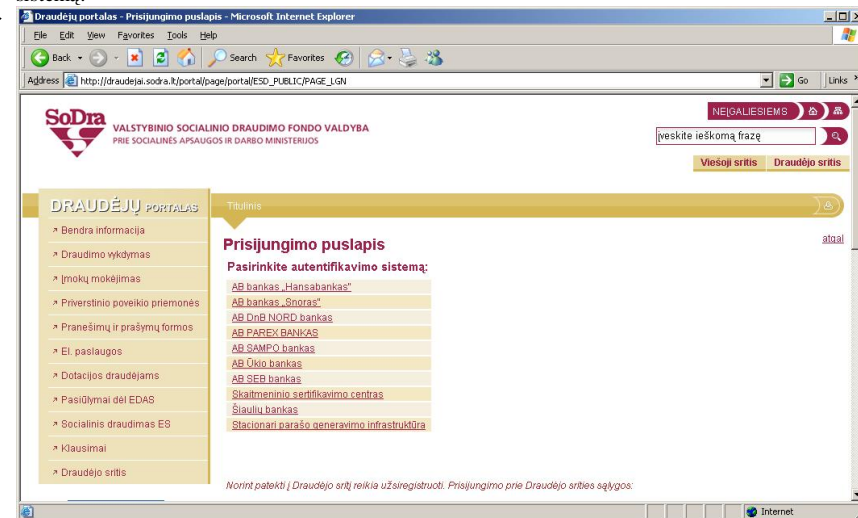 Draudėjų portalas - Prisijungimo puslapis - Microsoft Internet Explorer
File Edit View Favorites Tools Help
Back Search Favorites
Address http://draudejai.sodra.lt/portal/page/portal/ESD_PUBLIC/PAGE_LGN Go Links
NEĮGALIESIEMS
SoDra
VALSTYBINIO SOCIALINIO DRAUDIMO FONDO VALDYBA
PRIE SOCIALINĖS APSAUGOS IR DARBO MINISTERIJOS
įveskite ieškomą frazę
Viešoji sritis Draudėjo sritis
DRAUDĖJŲ PORTALAS
Titulinis
Bendra informacija
Draudimo vykdymas
Įmokų mokėjimas
Priverstinio poveikio priemonės
Pranešimų ir prašymų formos
El. paslaugos
Dotacijos draudėjams
Pasiūlymai dėl EDAS
Socialinis draudimas ES
Klausimai
Draudėjo sritis
atgal
Prisijungimo puslapis
Pasirinkite autentifikavimo sistemą:
AB bankas „Hansabankas"
AB bankas „Snoras"
AB DnB NORD bankas
AB PAREX BANKAS
AB SAMPO bankas
AB Ūkio bankas
AB SEB bankas
Skaitmeninio sertifikavimo centras
Šiaulių bankas
Stacionari parašo generavimo infrastruktūra
Norint patekti į Draudėjo sritį reikia užsiregistruoti. Prisijungimo prie Draudėjo srities sąlygos:
Internet